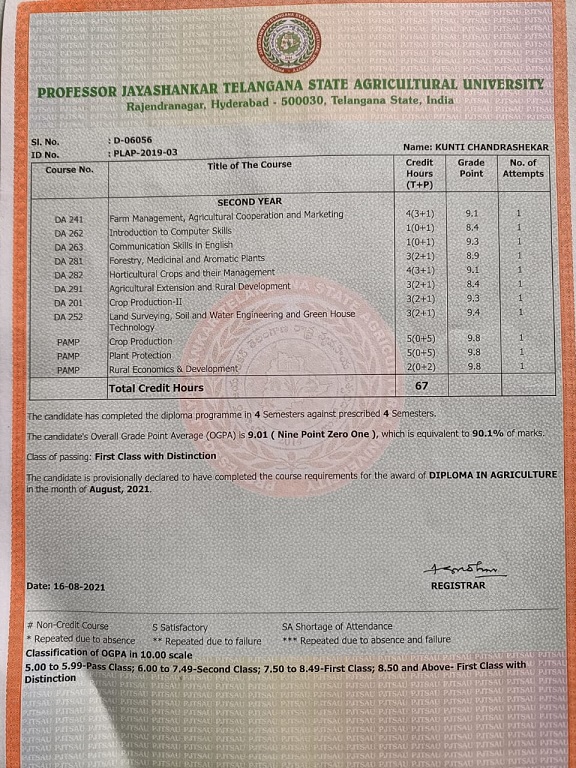 PROFESSOR JAYASHANKAR TELANGANA STATE AGRICULTURAL UNIVERSITY
Rajendranagar, Hyderabad - 500030, Telangana State, India
Sl. No. : D-06056
ID No. : PLAP-2019-03 Name: KUNTI CHANDRASHEKAR
Course No. Title of The Course Credit Hours (T+P) Grade Point No. of Attempts
SECOND YEAR
DA 241 Farm Management, Agricultural Cooperation and Marketing 4(3+1) 9.1 1
DA 262 Introduction to Computer Skills 1(0+1) 8.4 1
DA 263 Communication Skills in English 1(0+1) 9.3 1
DA 281 Forestry, Medicinal and Aromatic Plants 3(2+1) 8.9 1
DA 282 Horticultural Crops and their Management 4(3+1) 9.1 1
DA 291 Agricultural Extension and Rural Development 3(2+1) 8.4 1
DA 201 Crop Production-II 3(2+1) 9.3 1
DA 252 Land Surveying, Soil and Water Engineering and Green House 3(2+1) 9.4 1
Technology
PAMP Crop Production 5(0+5) 9.8 1
PAMP Plant Protection 5(0+5) 9.8 1
PAMP Rural Economics & Development 2(0+2) 9.8 1
Total Credit Hours 67
The candidate has completed the diploma programme in 4 Semesters against prescribed 4 Semesters.
The candidate's Overall Grade Point Average (OGPA) is 9.01 ( Nine Point Zero One ), which is equivalent to 90.1% of marks.
Class of passing: First Class with Distinction
The candidate is provisionally declared to have completed the course requirements for the award of DIPLOMA IN AGRICULTURE
in the month of August, 2021.
Date: 16-08-2021 REGISTRAR
# Non-Credit Course S Satisfactory SA Shortage of Attendance
* Repeated due to absence ** Repeated due to failure *** Repeated due to absence and failure
Classification of OGPA in 10.00 scale
5.00 to 5.99-Pass Class; 6.00 to 7.49-Second Class; 7.50 to 8.49-First Class; 8.50 and Above- First Class with
Distinction